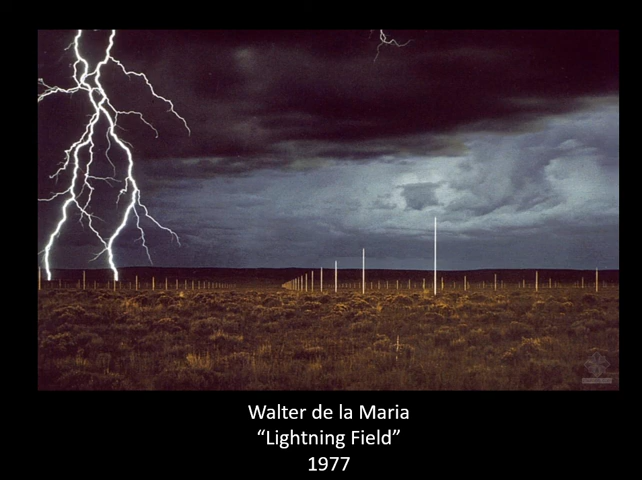 Walter de la Maria
“Lightning Field”
1977